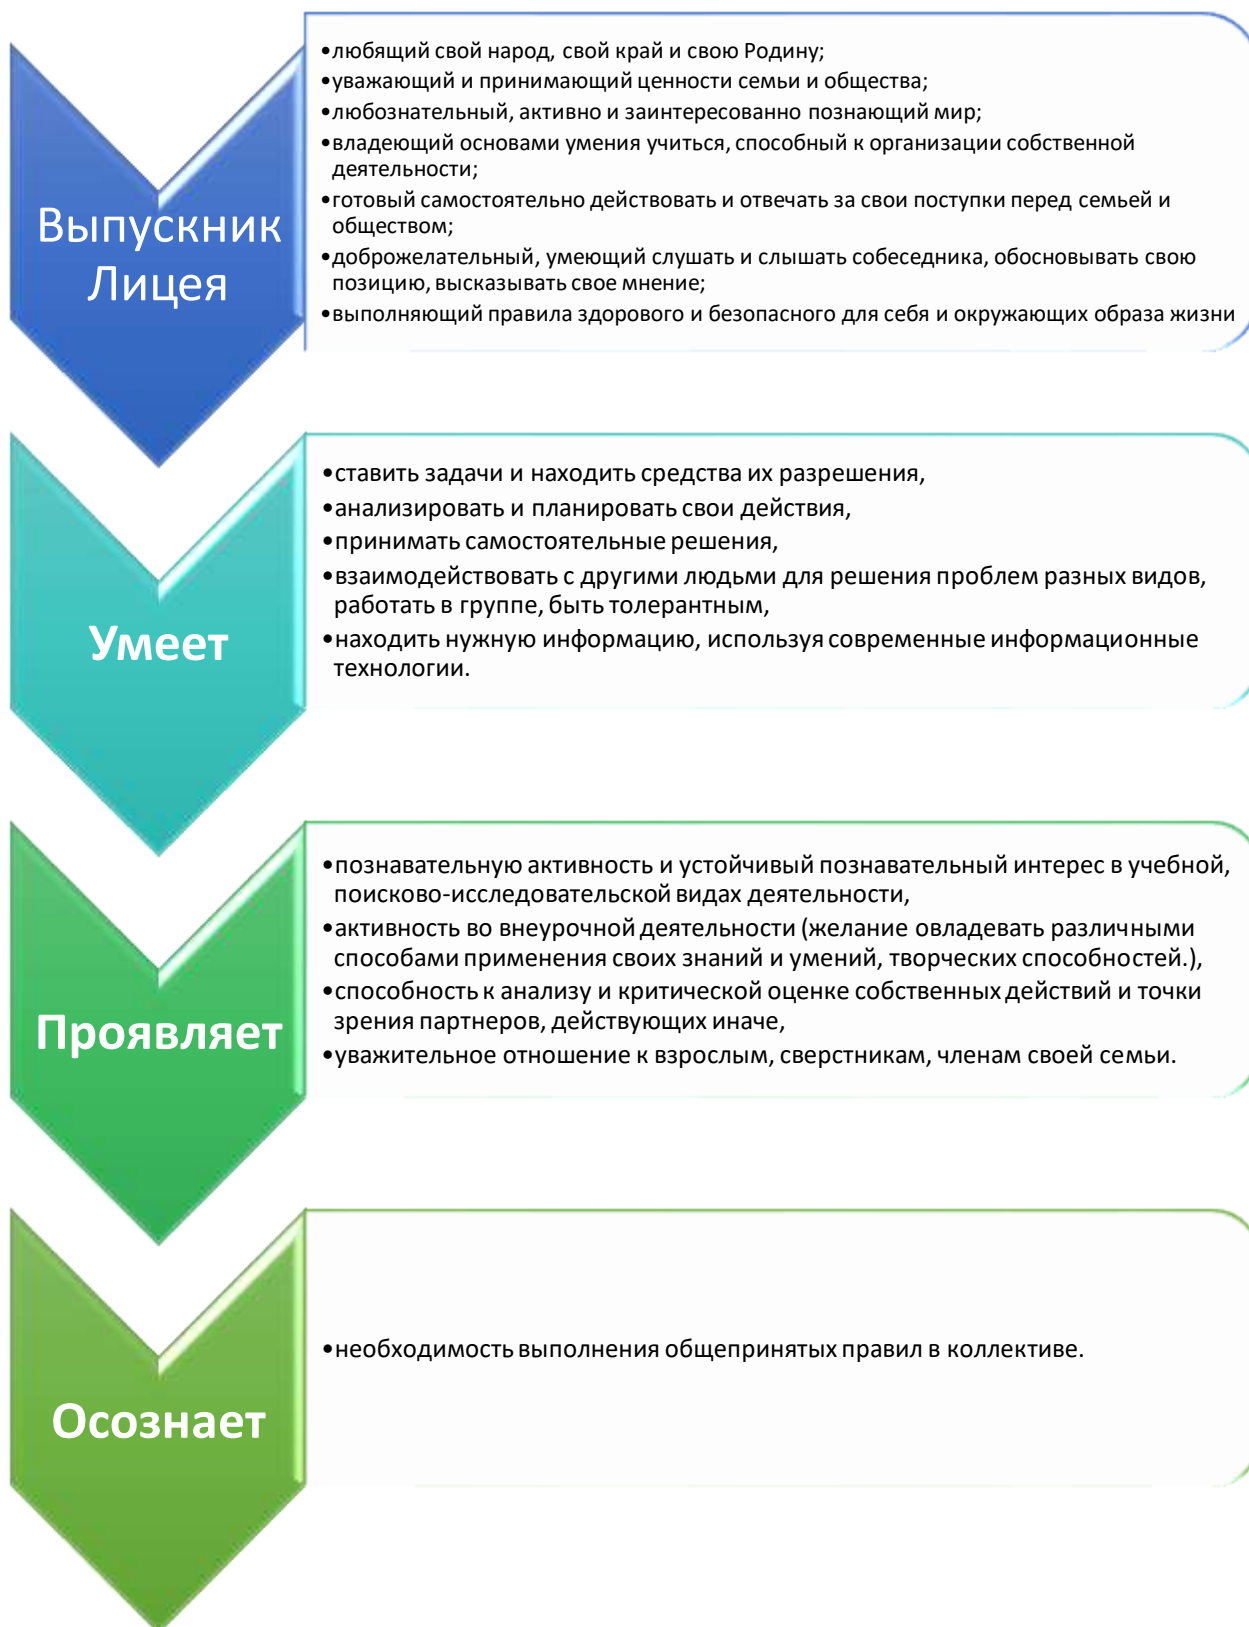 Выпускник
Лицея
•любящий свой народ, свой край и свою Родину;
•уважающий и принимающий ценности семьи и общества;
•любознательный, активно и заинтересованно познающий мир;
•владеющий основами умения учиться, способный к организации собственной
деятельности;
•готовый самостоятельно действовать и отвечать за свои поступки перед семьей и
обществом;
•доброжелательный, умеющий слушать и слышать собеседника, обосновывать свою
позицию, высказывать свое мнение;
•выполняющий правила здорового и безопасного для себя и окружающих образа жизни
Умеет
•ставить задачи и находить средства их разрешения,
•анализировать и планировать свои действия,
•принимать самостоятельные решения,
•взаимодействовать с другими людьми для решения проблем разных видов,
работать в группе, быть толерантным,
•находить нужную информацию, используя современные информационные
технологии.
Проявляет
•познавательную активность и устойчивый познавательный интерес в учебной,
поисково-исследовательской видах деятельности,
•активность во внеурочной деятельности (желание овладевать различными
способами применения своих знаний и умений, творческих способностей.),
•способность к анализу и критической оценке собственных действий и точки
зрения партнеров, действующих иначе,
•уважительное отношение к взрослым, сверстникам, членам своей семьи.
Осознает
•необходимость выполнения общепринятых правил в коллективе.